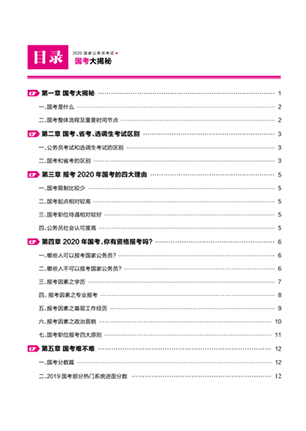 目录
2020 国家公务员考试
国考大揭秘
第一章 国考大揭秘 1
一、国考是什么 2
二、国考整体流程及重要时间节点 2
第二章 国考、省考、选调生考试区别 3
一、公务员考试和选调生考试的区别 3
二、国考和省考的区别 3
第三章 报考 2020 年国考的四大理由 5
一、国考限制比较少 5
二、国考起点相对较高 5
三、国考职位待遇相对较好 5
四、公务员社会认可度高 5
第四章 2020 年国考，你有资格报考吗？ 6
一、哪些人可以报考国家公务员？ 6
二、哪些人不可以报考国家公务员？ 6
三、报考因素之学历 7
四、报考因素之专业报考 8
五、报考因素之基层工作经历 9
六、报考因素之政治面貌 10
七、国考职位报考四大原则 11
第五章 国考难不难 12
一、国考分数篇 12
二、2019 国考部分热门系统进面分数 12